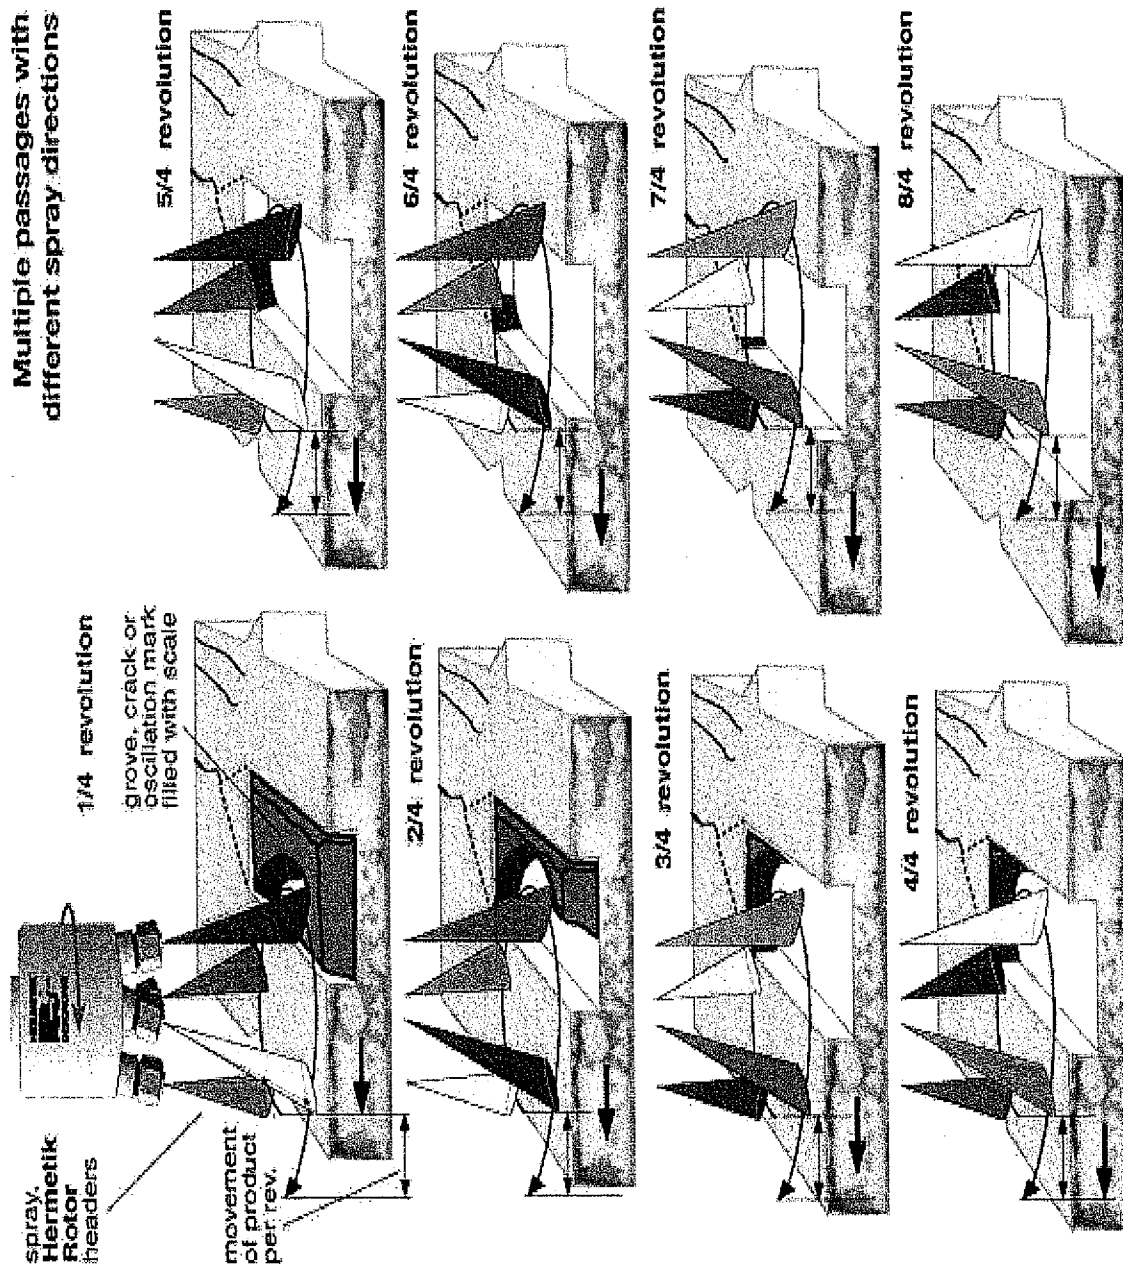 Multiple passages with
different spray directions
spray,
Hermetik
Rotor
headers
movement
of product
per rev.
1/4 revolution
grove, crack or
oscillation mark
filled with scale
2/4 revolution
3/4 revolution
4/4 revolution
5/4 revolution
6/4 revolution
7/4 revolution
8/4 revolution